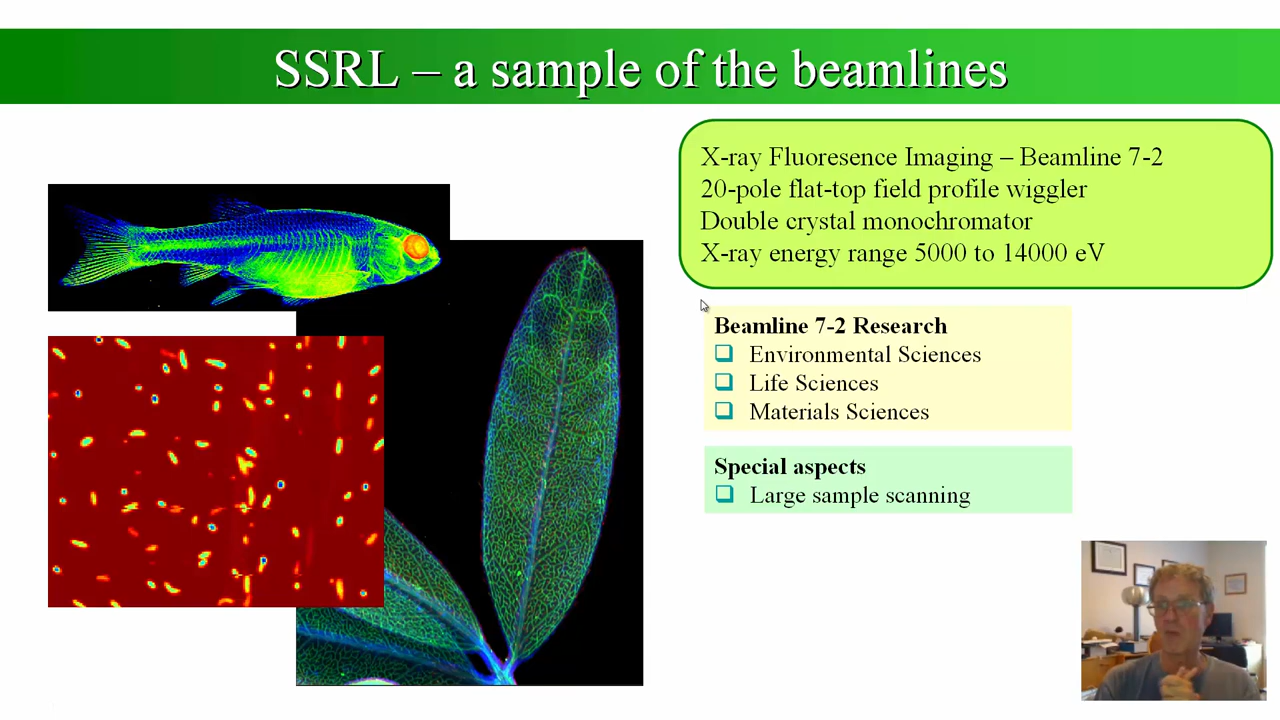 SSRL – a sample of the beamlines
X-ray Fluoresence Imaging – Beamline 7-2
20-pole flat-top field profile wiggler
Double crystal monochromator
X-ray energy range 5000 to 14000 eV
Beamline 7-2 Research
Environmental Sciences
Life Sciences
Materials Sciences
Special aspects
Large sample scanning